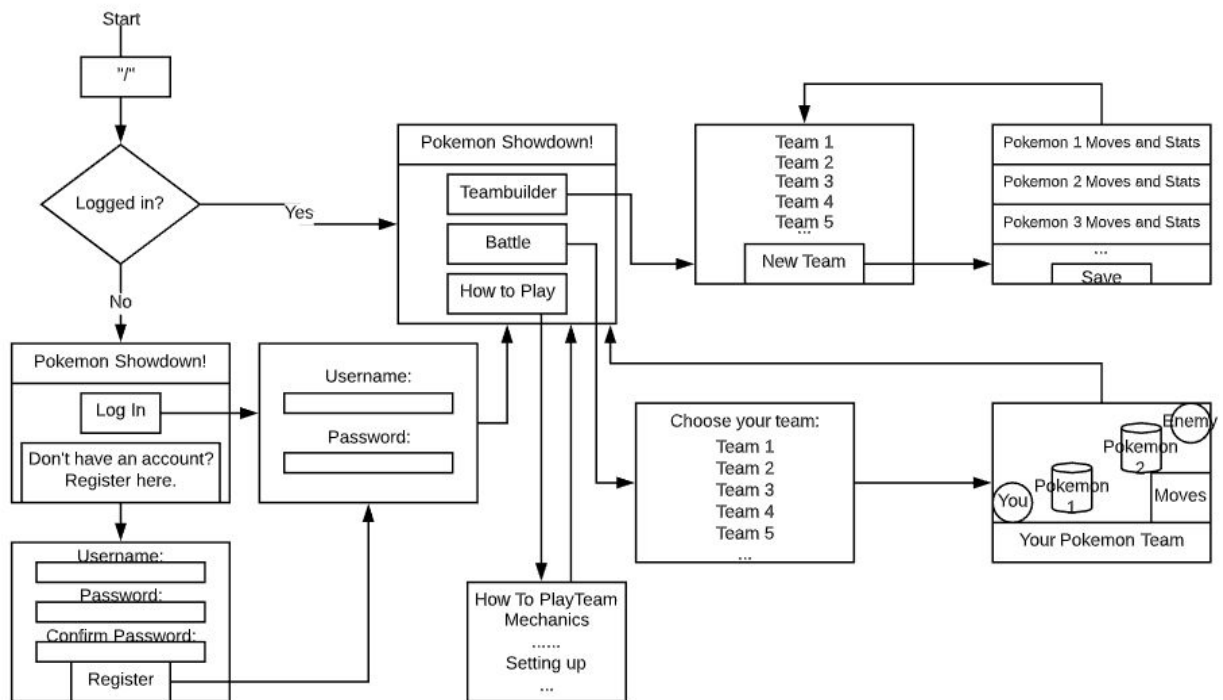 Start
"/"
Logged in?
Yes
No
Pokemon Showdown!
Log In
Don't have an account?
Register here.
Username:
Password:
Confirm Password:
Register
Username:
Password:
Pokemon Showdown!
Teambuilder
Battle
How to Play
How To PlayTeam
Mechanics
......
Setting up
...
Team 1
Team 2
Team 3
Team 4
Team 5
...
New Team
Pokemon 1 Moves and Stats
Pokemon 2 Moves and Stats
Pokemon 3 Moves and Stats
...
Save
Choose your team:
Team 1
Team 2
Team 3
Team 4
Team 5
...
Enemy
Pokemon
2
Pokemon
1
You
Moves
Your Pokemon Team